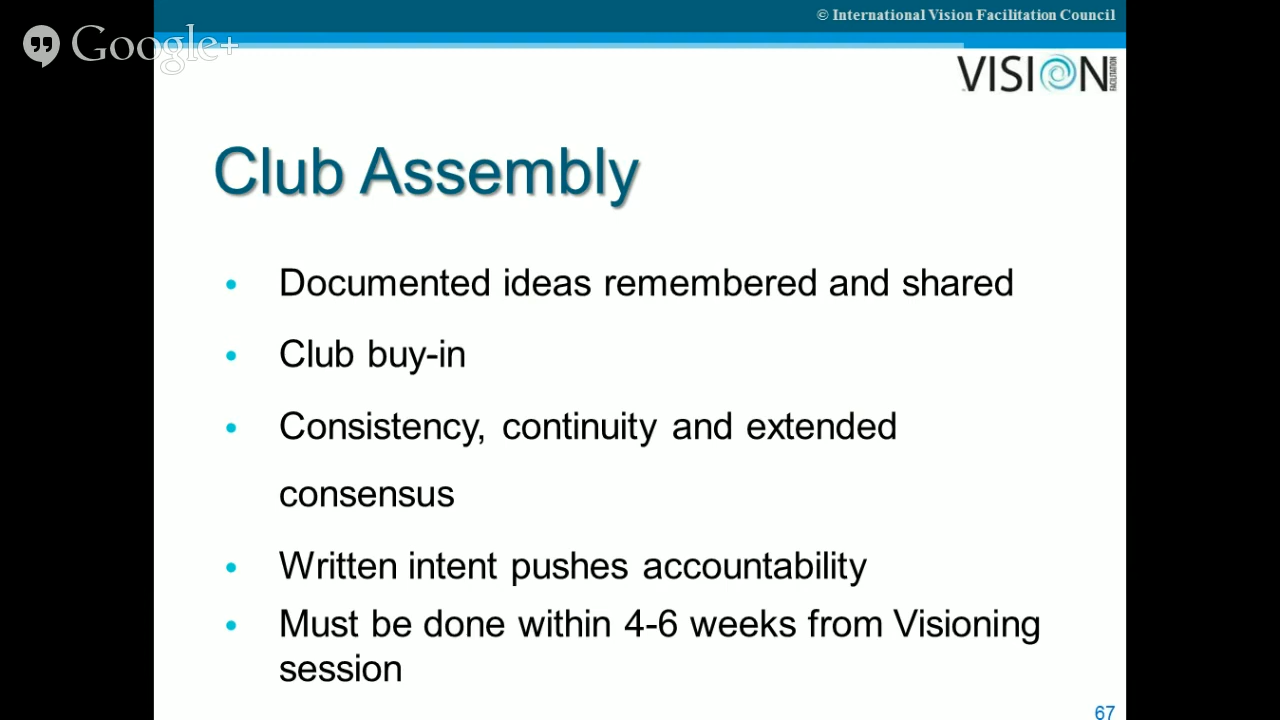 © International Vision Facilitation Council
Google+
VISION
FACILITATION
Club Assembly
• Documented ideas remembered and shared
• Club buy-in
• Consistency, continuity and extended
consensus
• Written intent pushes accountability
• Must be done within 4-6 weeks from Visioning
session
67